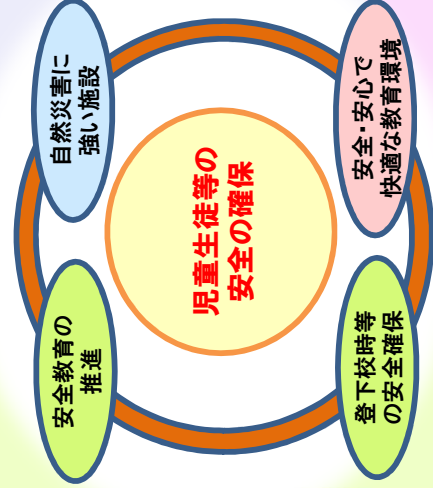 安全教育の
推進
自然災害に
強い施設
児童生徒等の
安全の確保
登下校時等
の安全確保
安全・安心で
快適な教育環境